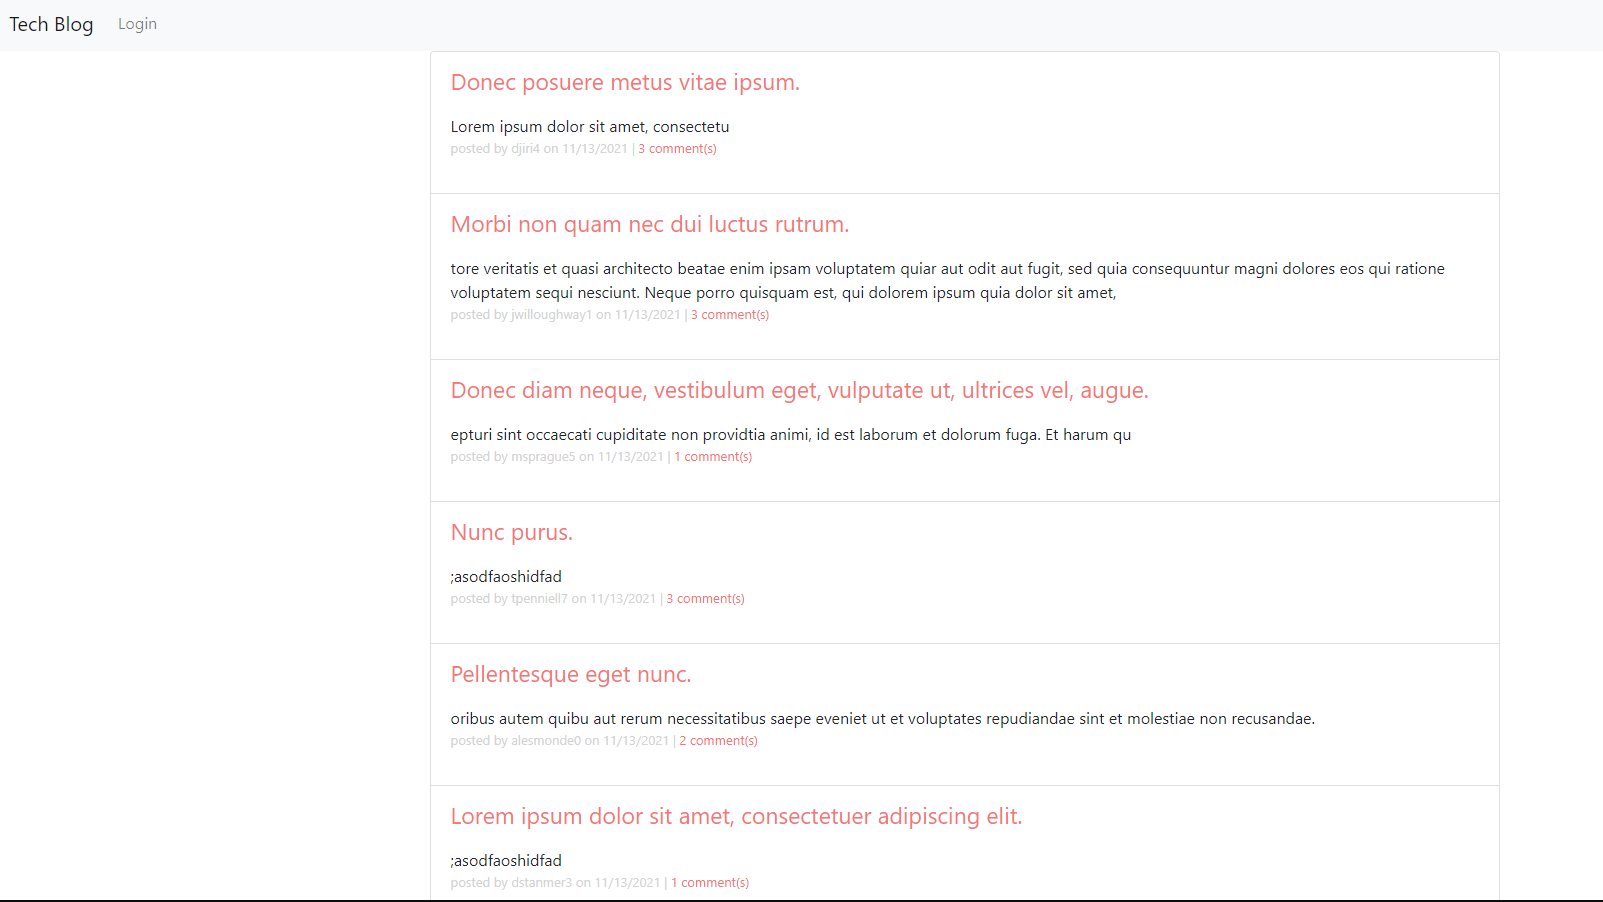 Tech Blog Login
Donec posuere metus vitae ipsum.
Lorem ipsum dolor sit amet, consectetu
posted by djiri4 on 11/13/2021 | 3 comment(s)
Morbi non quam nec dui luctus rutrum.
tore veritatis et quasi architecto beatae enim ipsam voluptatem quiar aut odit aut fugit, sed quia consequuntur magni dolores eos qui ratione
voluptatem sequi nesciunt. Neque porro quisquam est, qui dolorem ipsum quia dolor sit amet,
posted by jwilloughway1 on 11/13/2021 | 3 comment(s)
Donec diam neque, vestibulum eget, vulputate ut, ultrices vel, augue.
epturi sint occaecati cupiditate non providtia animi, id est laborum et dolorum fuga. Et harum qu
posted by msprague5 on 11/13/2021 | 1 comment(s)
Nunc purus.
;asodfaoshidfad
posted by tpenniell7 on 11/13/2021 | 3 comment(s)
Pellentesque eget nunc.
oribus autem quibu aut rerum necessitatibus saepe eveniet ut et voluptates repudiandae sint et molestiae non recusandae.
posted by alesmonde0 on 11/13/2021 | 2 comment(s)
Lorem ipsum dolor sit amet, consectetuer adipiscing elit.
;asodfaoshidfad
posted by dstanmer3 on 11/13/2021 | 1 comment(s)